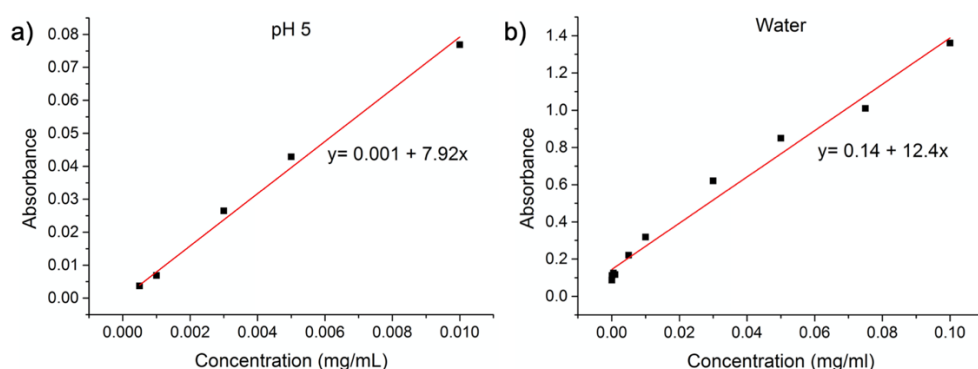 a)
pH 5
0.08
0.07
0.06
0.05
0.04
0.03
0.02
0.01
0.00
Absorbance
y= 0.001 + 7.92x
0.000
0.002
0.004
0.006
0.008
0.010
Concentration (mg/mL)
b)
Water
1.4
1.2
1.0
0.8
0.6
0.4
0.2
0.0
Absorbance
y= 0.14 + 12.4x
0.00
0.02
0.04
0.06
0.08
0.10
Concentration (mg/ml)